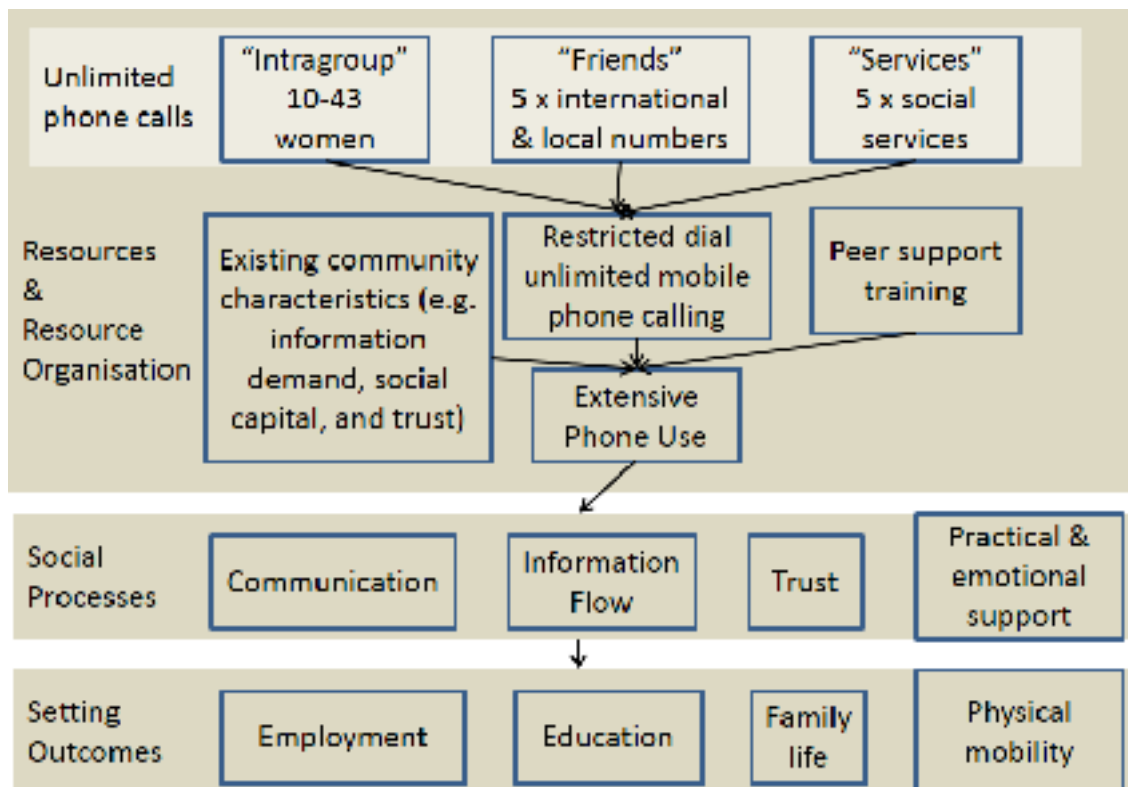 Unlimited
phone calls
“Intragroup”
10-43
women
“Friends”
5 x international
& local numbers
“Services”
5 x social
services
Resources
&
Resource
Organisation
Existing community
characteristics (e.g.
information
demand, social
capital, and trust)
Restricted dial
unlimited mobile
phone calling
Peer support
training
Extensive
Phone Use
Social
Processes
Communication
Information
Flow
Trust
Practical &
emotional
support
Setting
Outcomes
Employment
Education
Family
life
Physical
mobility